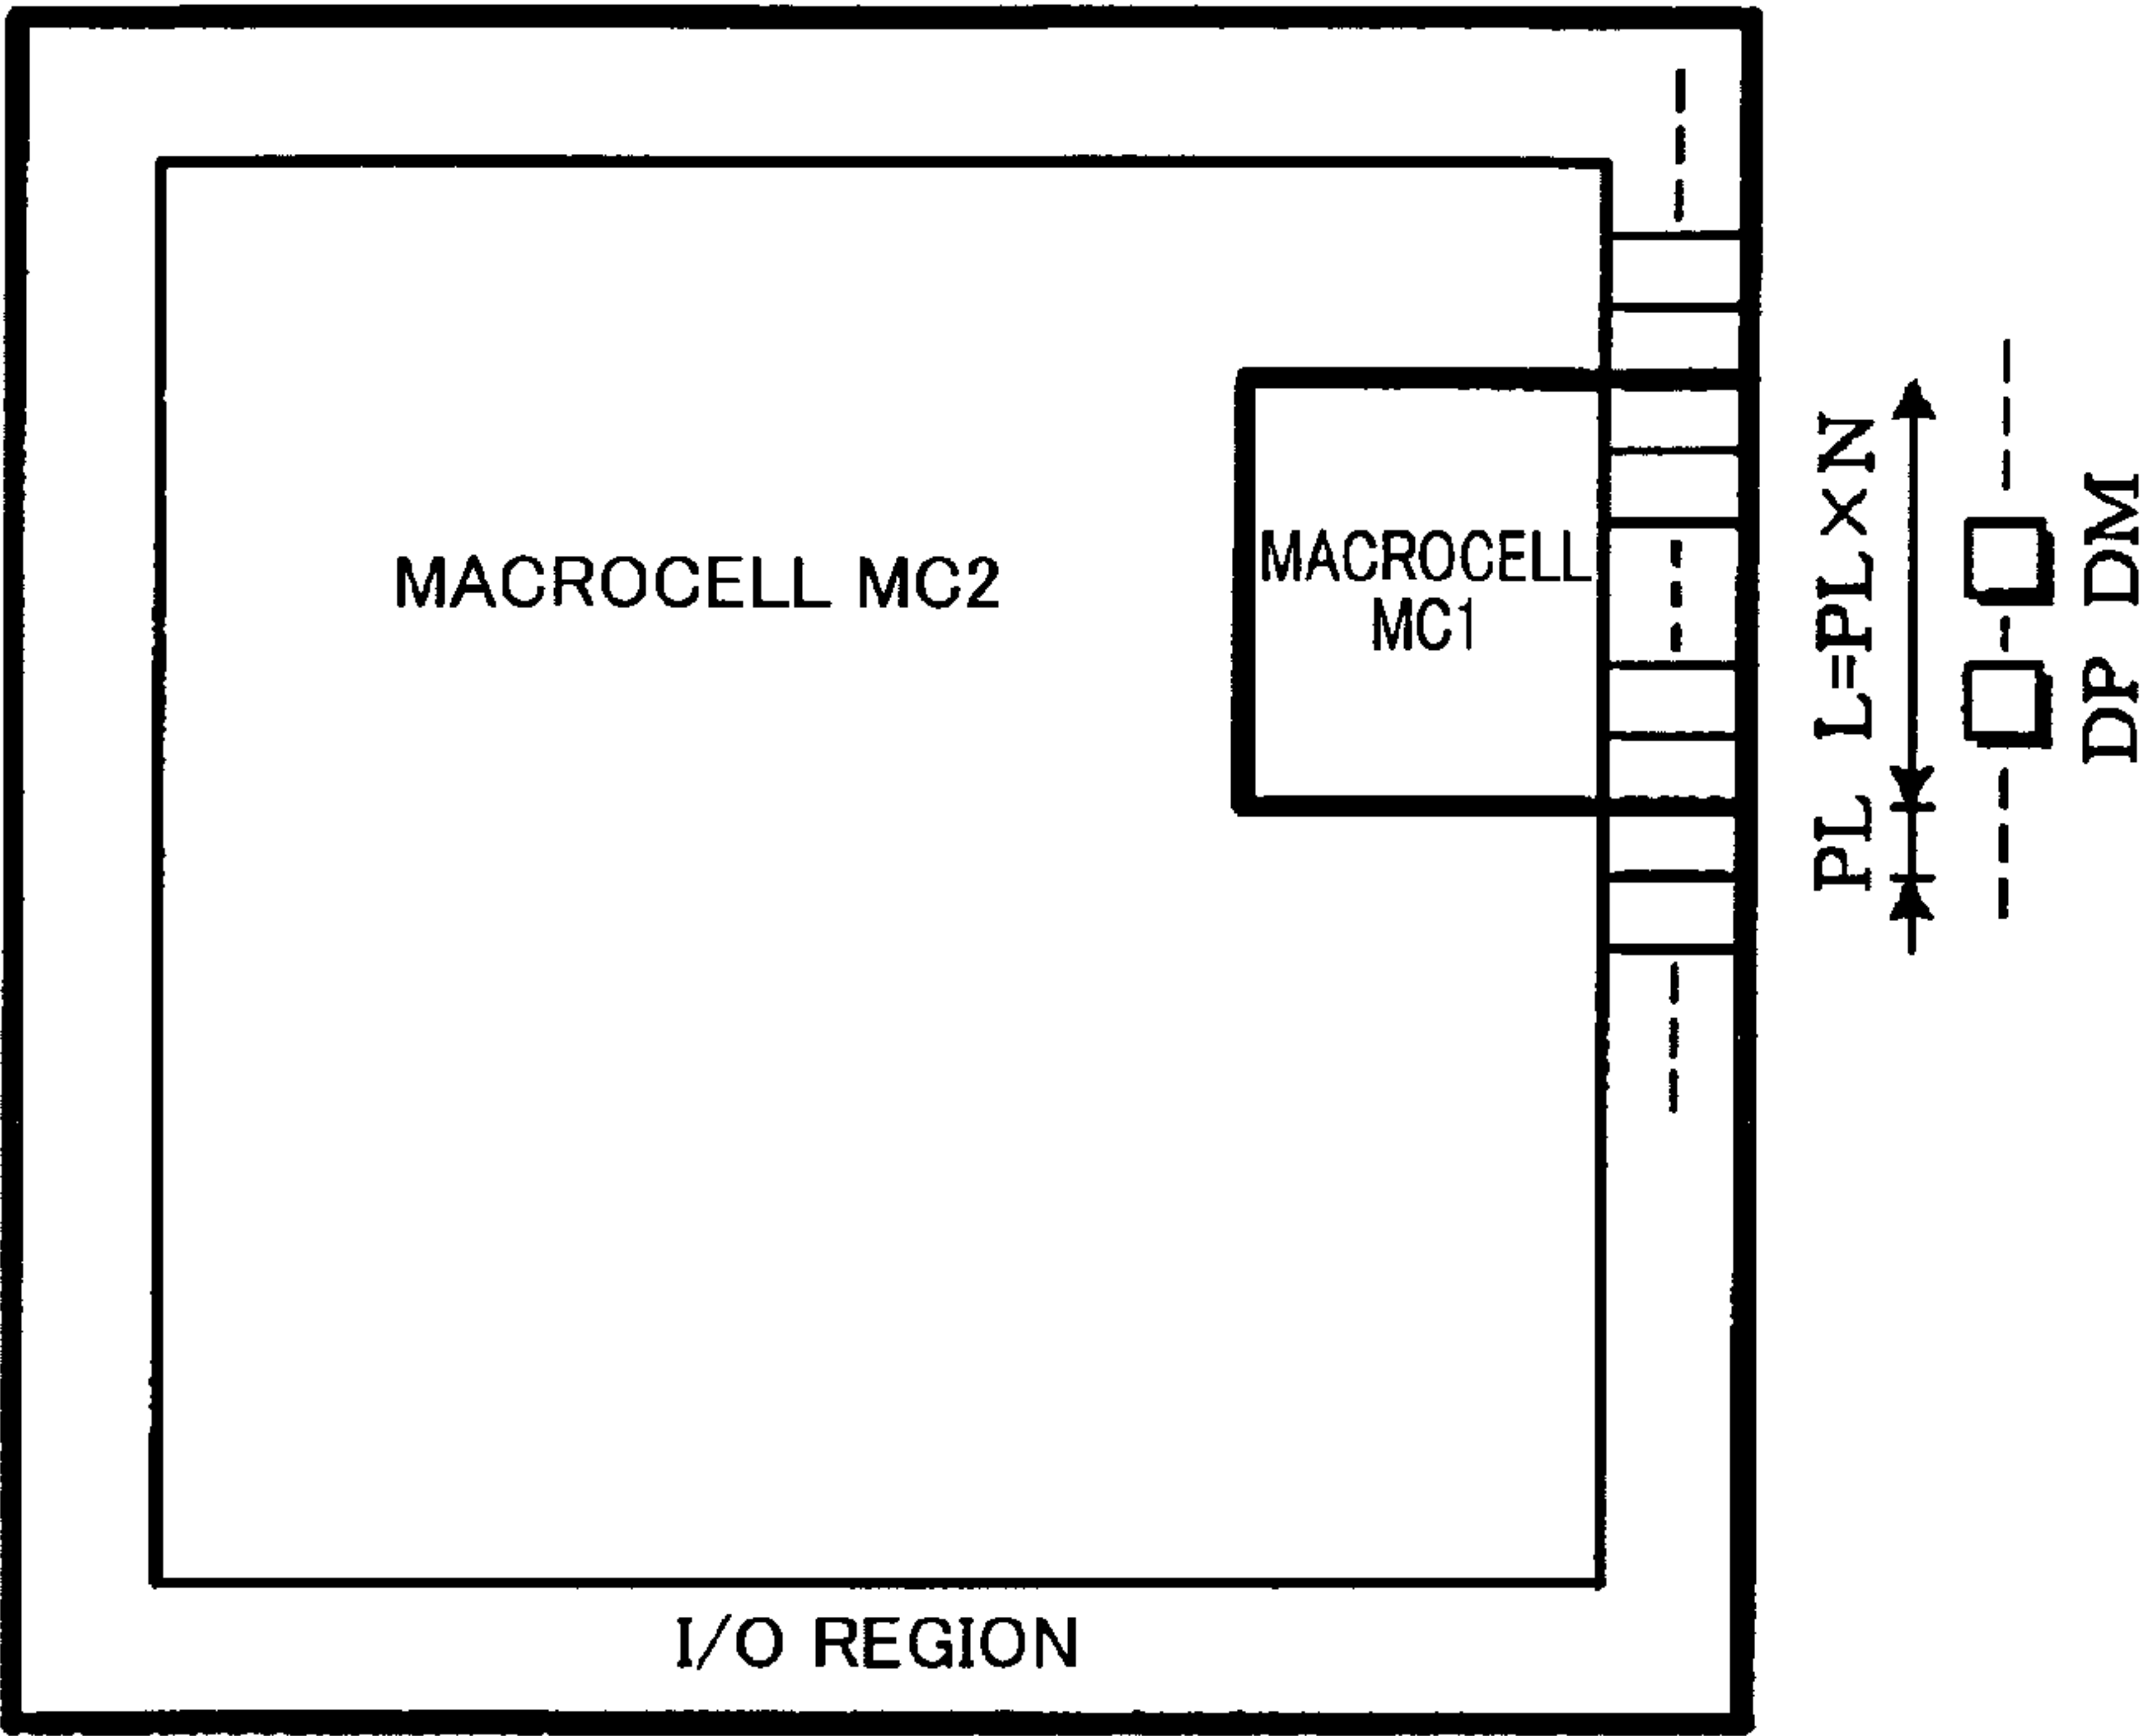 MACROCELL MC2
MACROCELL
MC1
PL L=PL×N
DP DM
I/O REGION